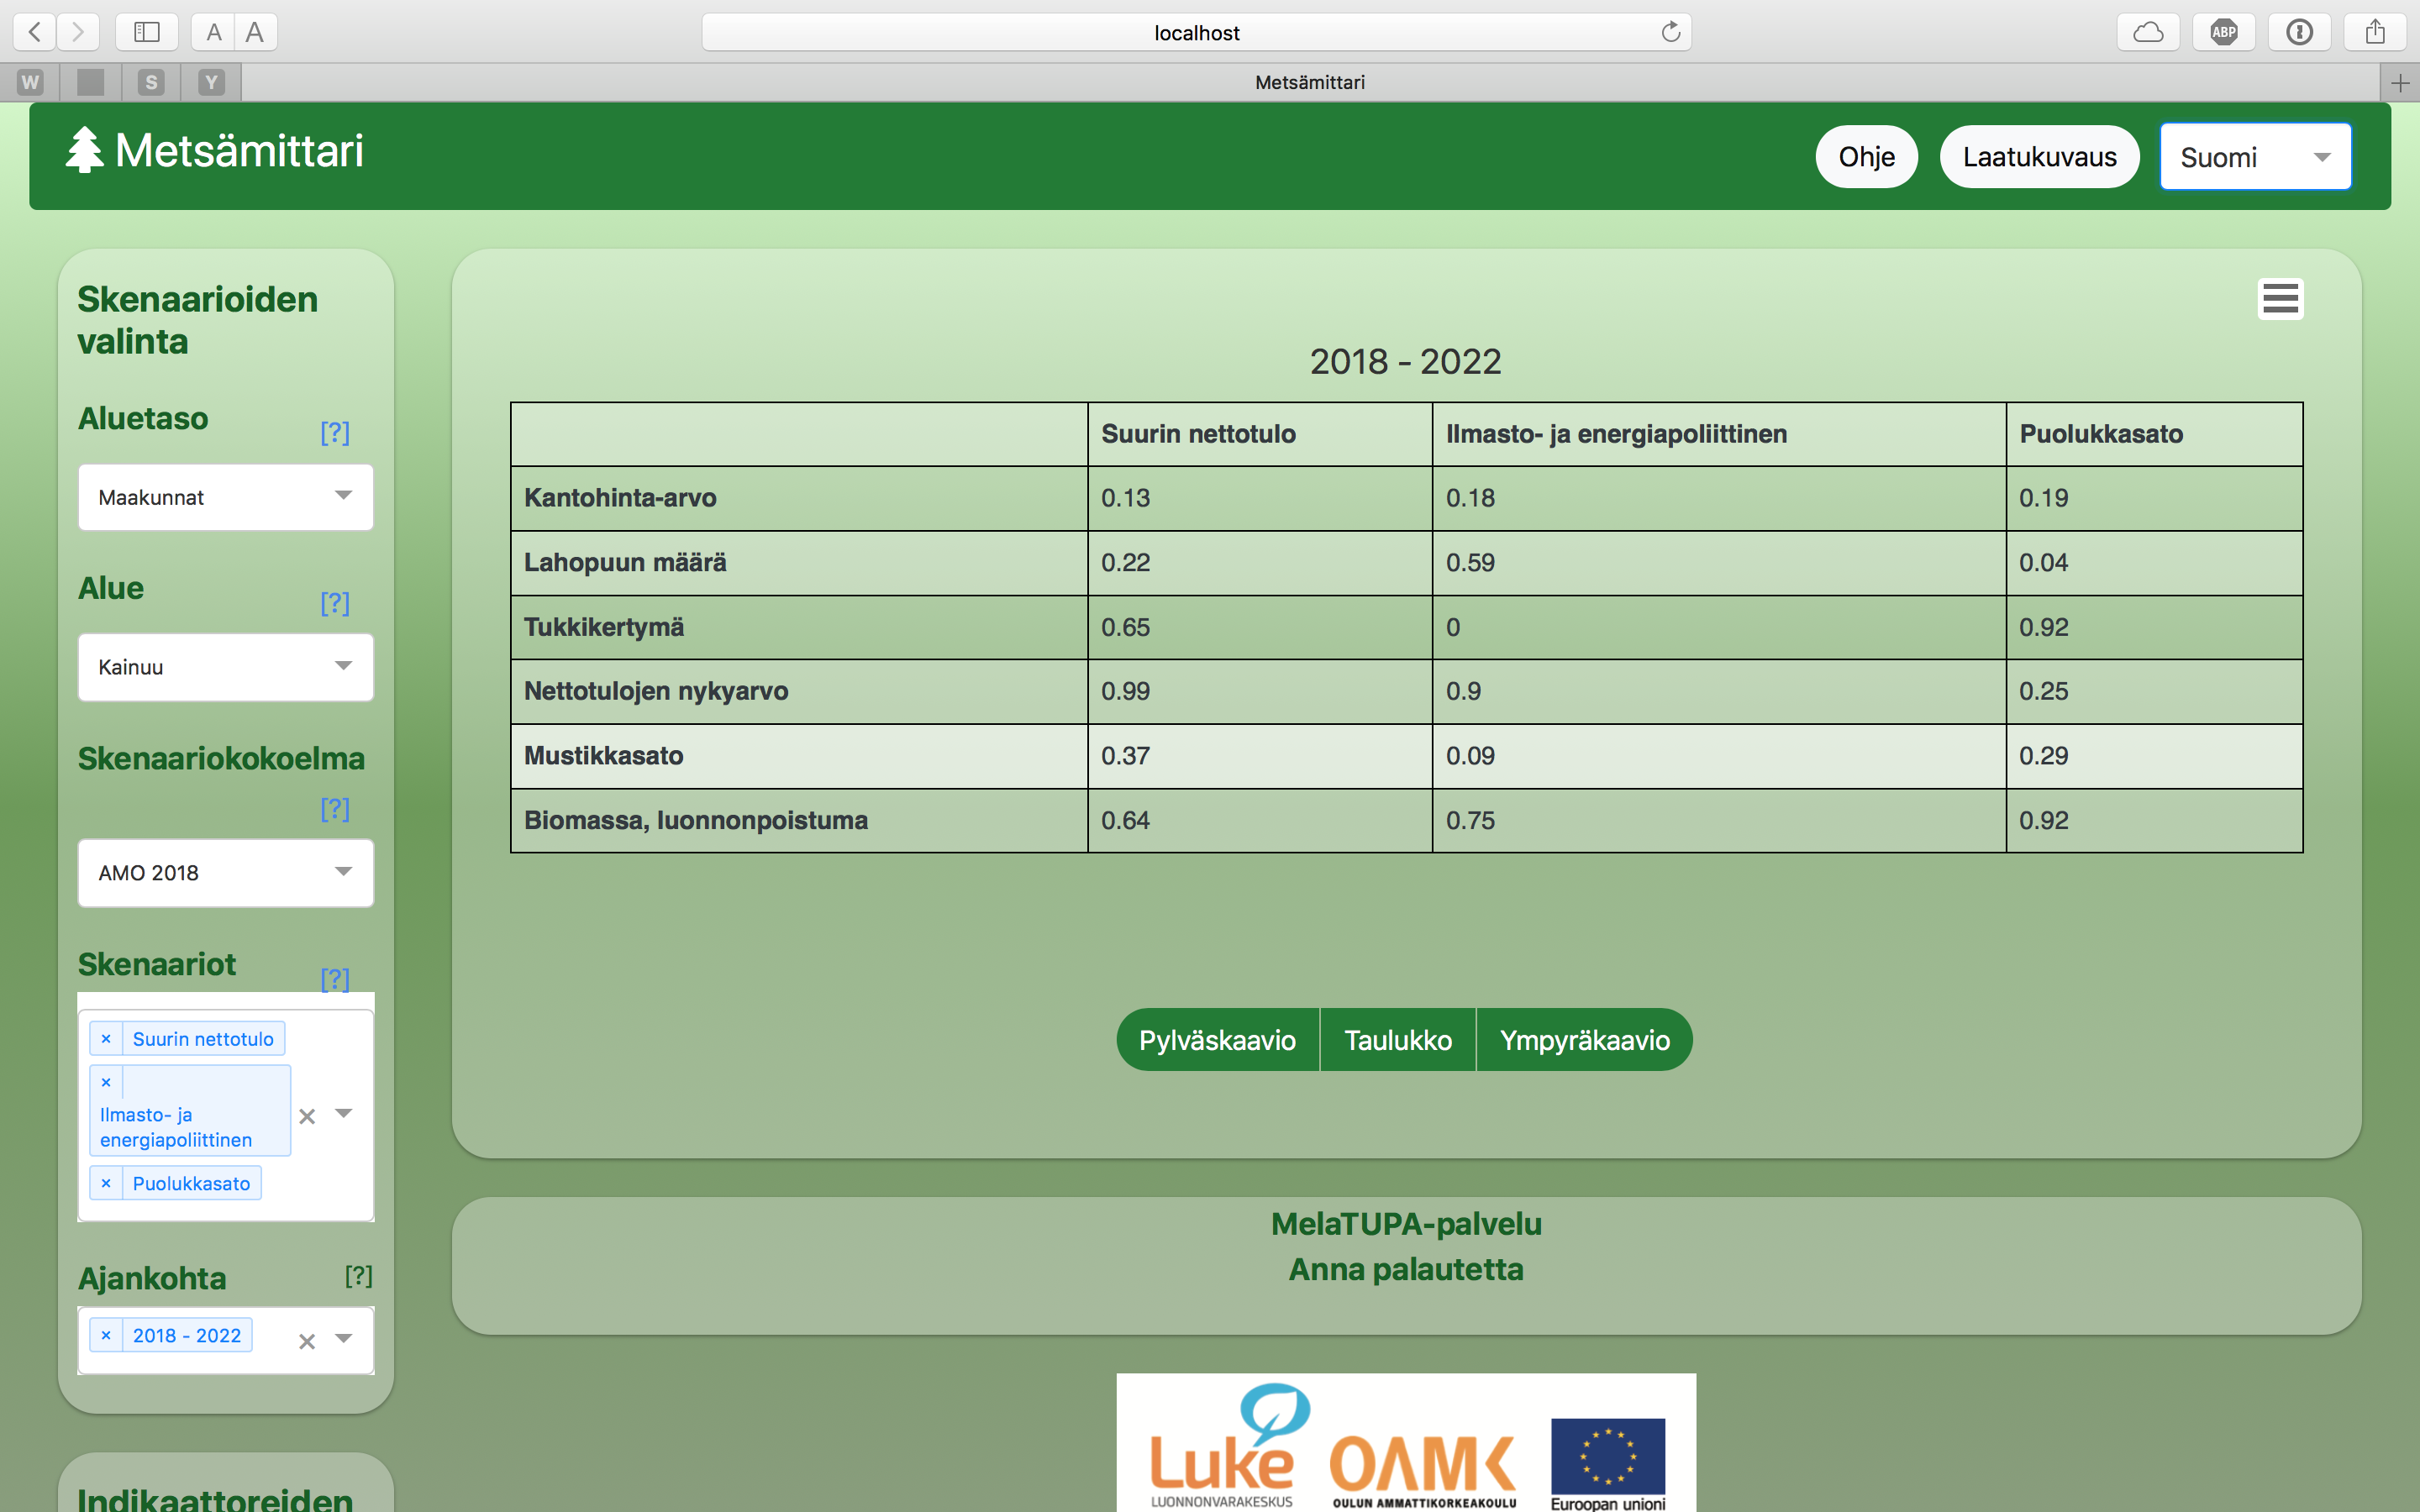 A A
localhost
ABP
W S Y
Metsämittari
Metsämittari
Ohje
Laatukuvaus
Suomi
Skenaarioiden
valinta
Aluetaso
[?]
Maakunnat
Alue
[?]
Kainuu
Skenaariokokoelma
[?]
AMO 2018
Skenaariot
[?]
× Suurin nettotulo
×
Ilmasto- ja
energiapoliittinen
× Puolukkasato
Ajankohta [?]
× 2018 - 2022
Indikaattoreiden
2018 - 2022
Suurin nettotulo Ilmasto- ja energiapoliittinen Puolukkasato
Kantohinta-arvo 0.13 0.18 0.19
Lahopuun määrä 0.22 0.59 0.04
Tukkikertymä 0.65 0 0.92
Nettotulojen nykyarvo 0.99 0.9 0.25
Mustikkasato 0.37 0.09 0.29
Biomassa, luonnonpoistuma 0.64 0.75 0.92
Pylväskaavio Taulukko Ympyräkaavio
MelaTUPA-palvelu
Anna palautetta
Luke
LUONNONVARAKESKUS
OAMK
OULUN AMMATTIKORKEAKOULU
Euroopan unioni